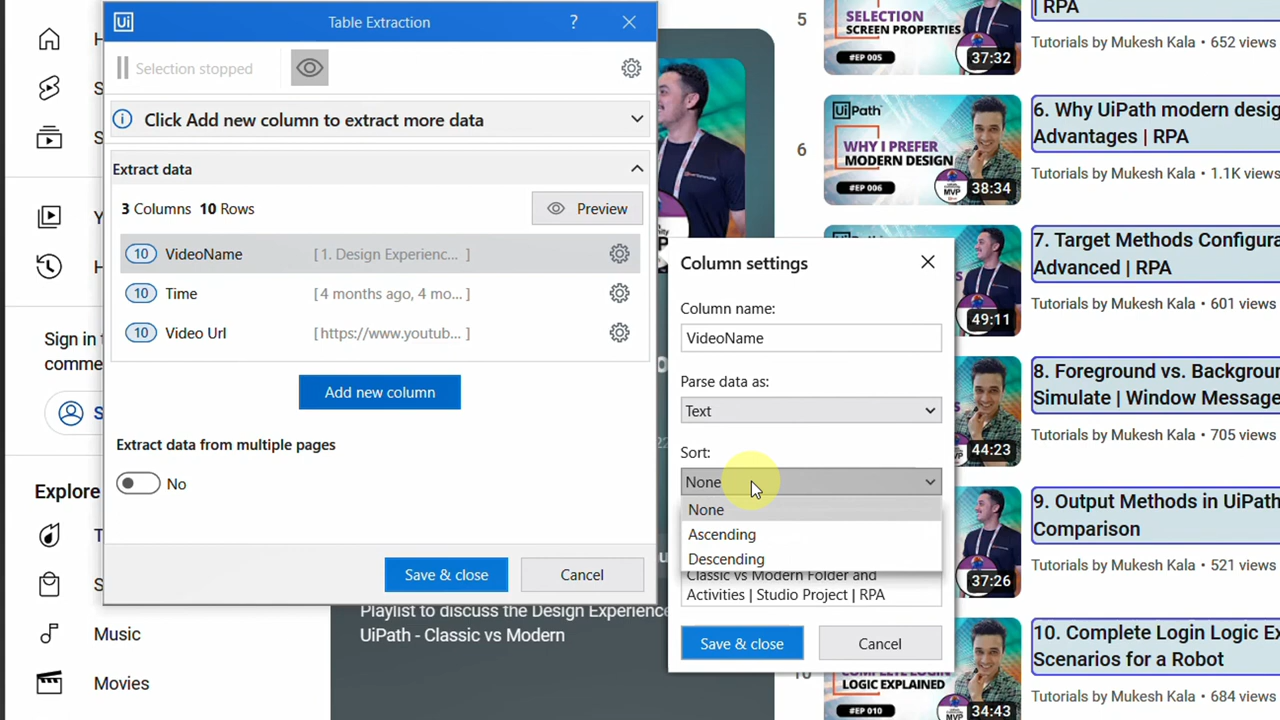 Ui Table Extraction ?
Selection stopped
Click Add new column to extract more data
Extract data
3 Columns 10 Rows
Preview
10 VideoName [ 1. Design Experienc... ]
10 Time [ 4 months ago, 4 mo... ]
10 Video Url [ https://www.youtub... ]
Add new column
Extract data from multiple pages
No
Save & close
Cancel
Column settings
Column name:
VideoName
Parse data as:
Text
Sort:
None
None
Ascending
Descending
Classic vs Modern Folder and
Activities | Studio Project | RPA
Save & close
Cancel
H
S
S
Y
H
Sign in
comme
S
Explore
T
S
Music
Movies
Playlist to discuss the Design Experience
UiPath - Classic vs Modern
5
SELECTION
SCREEN PROPERTIES
#EP 005
37:32
| RPA
Tutorials by Mukesh Kala • 652 views
6
UiPath
WHY I PREFER
MODERN DESIGN
#EP 006
MVP
38:34
6. Why UiPath modern desig
Advantages | RPA
Tutorials by Mukesh Kala • 1.1K views
49:11
7. Target Methods Configura
Advanced | RPA
Tutorials by Mukesh Kala • 601 views
44:23
8. Foreground vs. Backgroun
Simulate | Window Message
Tutorials by Mukesh Kala • 705 views
37:26
9. Output Methods in UiPath
Comparison
Tutorials by Mukesh Kala • 521 views
10
COMPLETE LOGIN
LOGIC EXPLAINED
#EP 010
34:43
10. Complete Login Logic Ex
Scenarios for a Robot
Tutorials by Mukesh Kala • 684 views